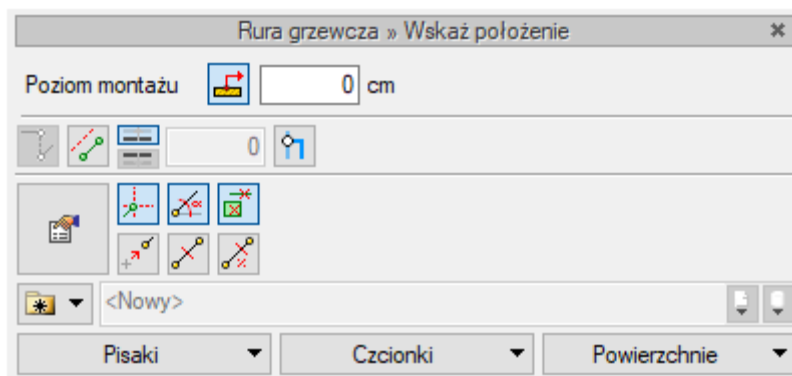 Rura grzewcza » Wskaż położenie
Poziom montażu 0 cm
0
<Nowy>
Pisaki Czcionki Powierzchnie